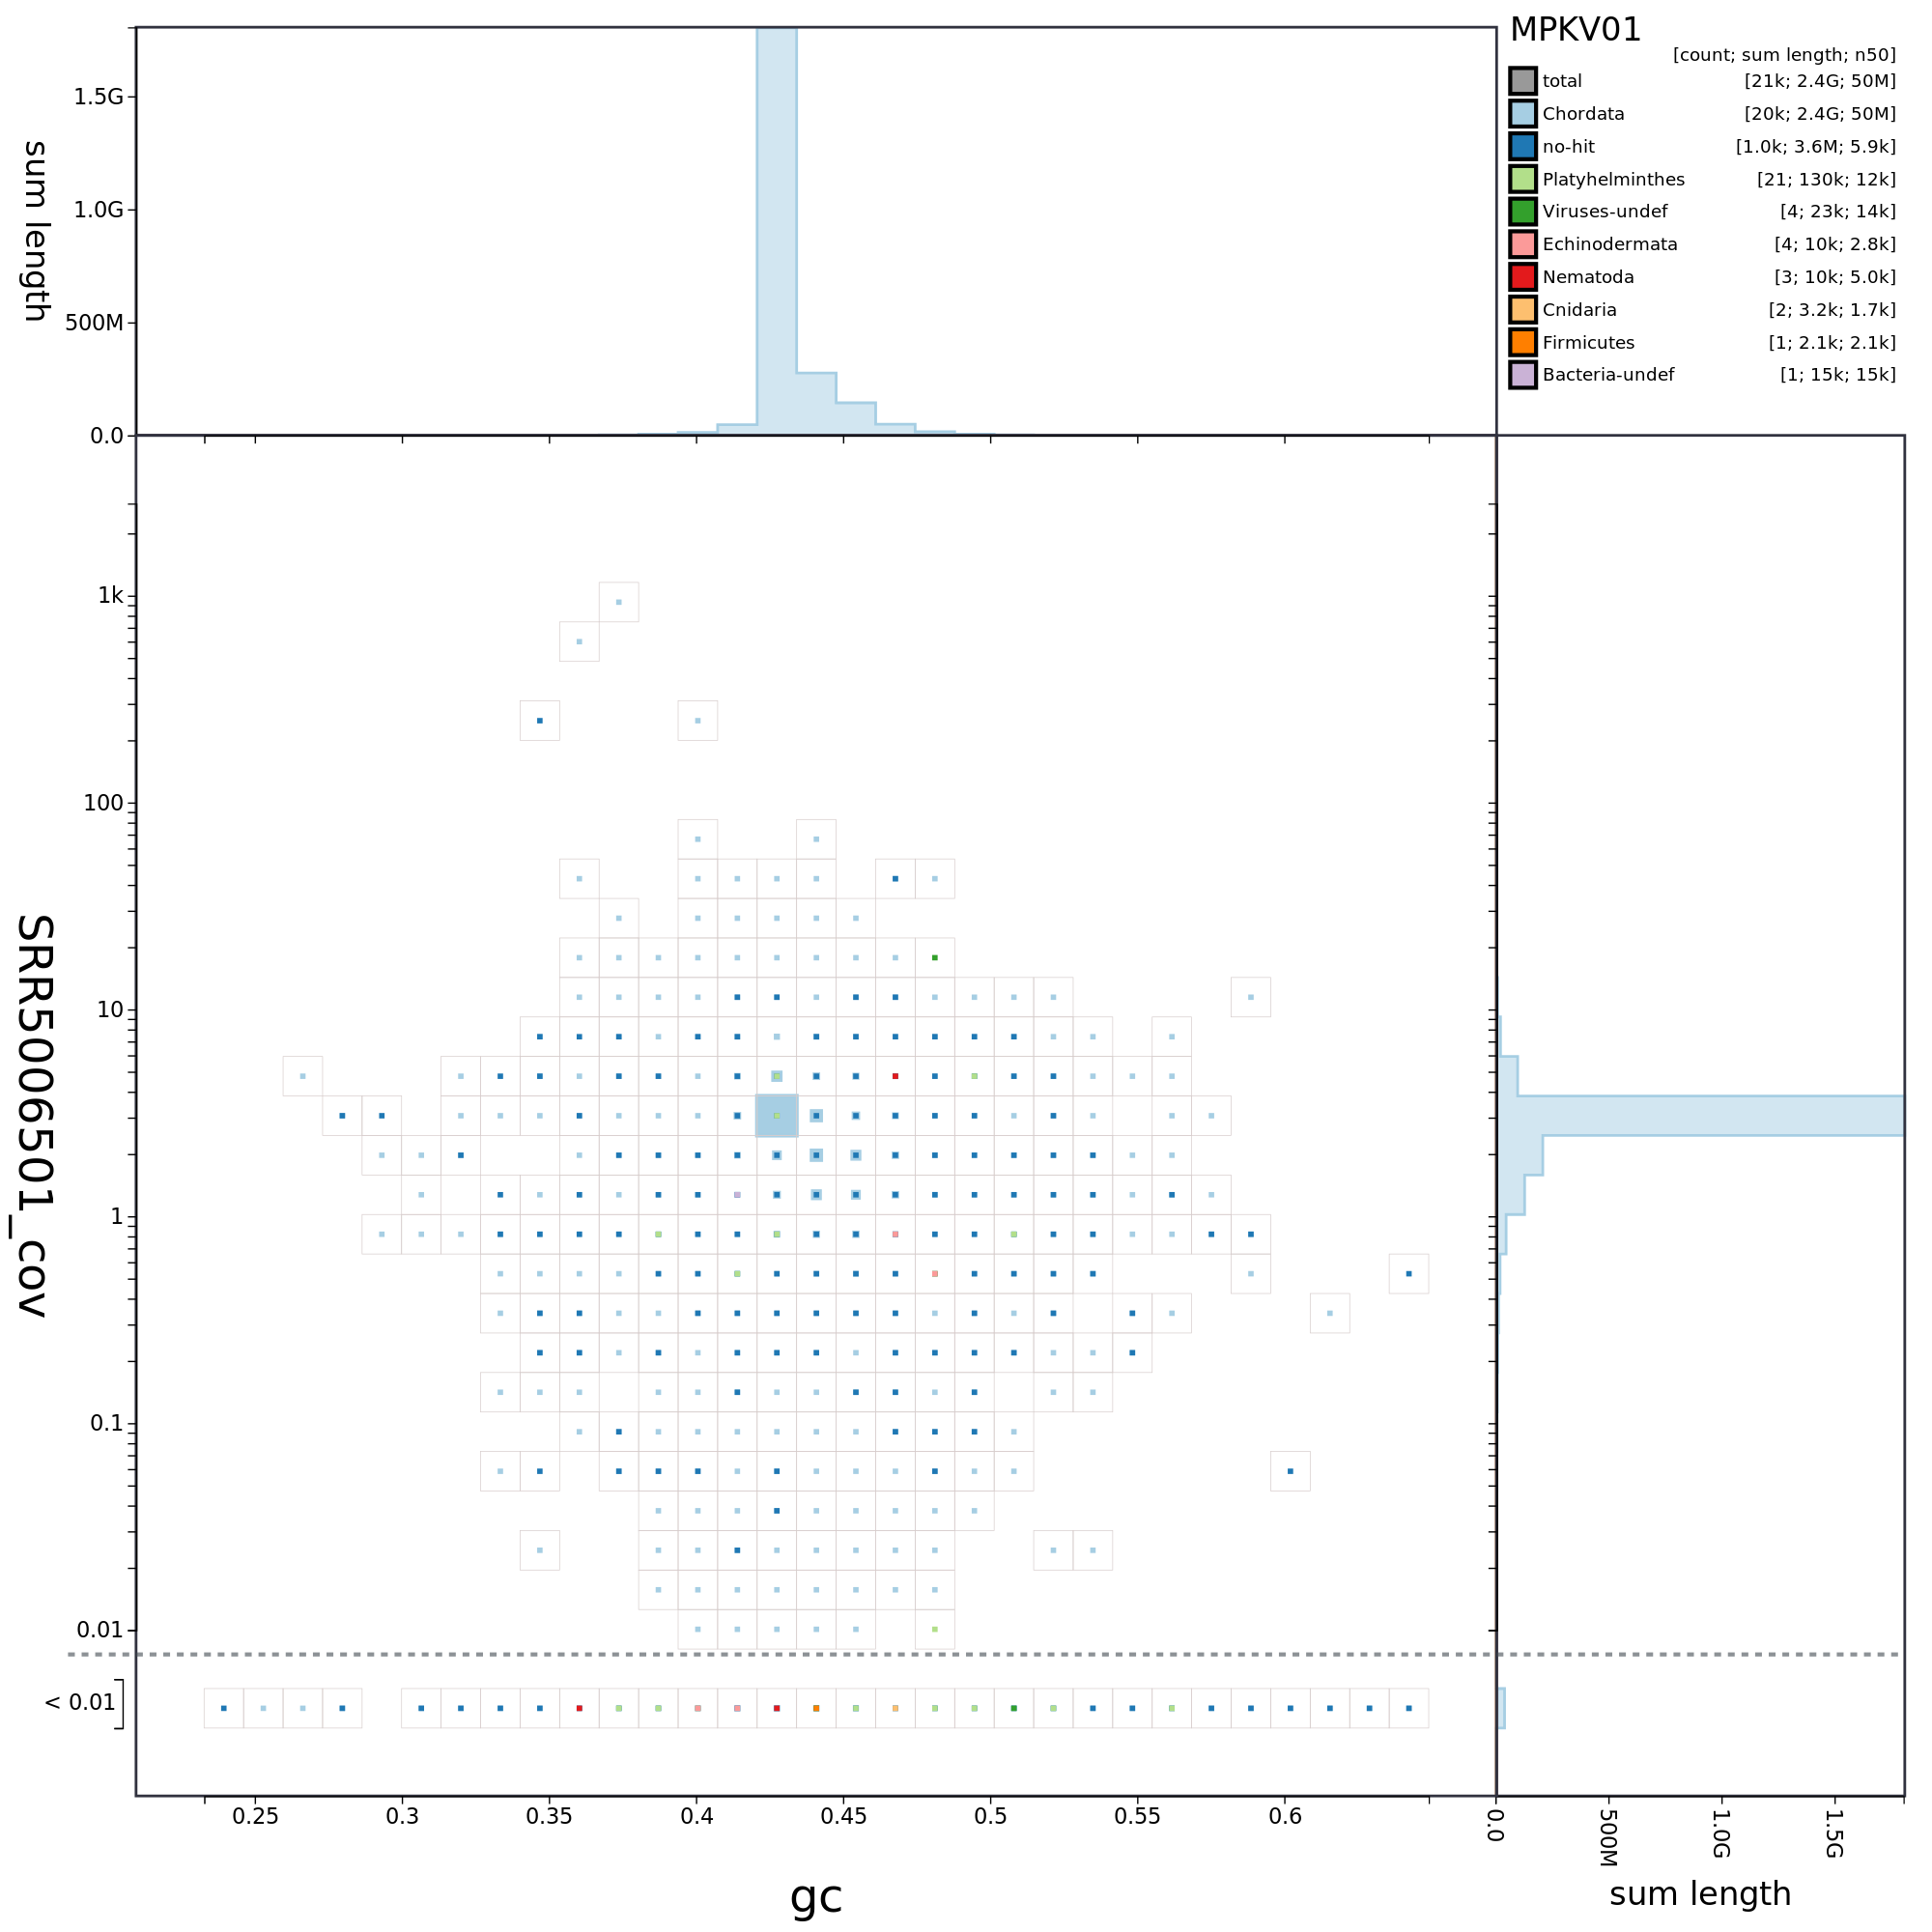 MPKV01
[count; sum length; n50]
total [21k; 2.4G; 50M]
Chordata [20k; 2.4G; 50M]
no-hit [1.0k; 3.6M; 5.9k]
Platyhelminthes [21; 130k; 12k]
Viruses-undef [4; 23k; 14k]
Echinodermata [4; 10k; 2.8k]
Nematoda [3; 10k; 5.0k]
Cnidaria [2; 3.2k; 1.7k]
Firmicutes [1; 2.1k; 2.1k]
Bacteria-undef [1; 15k; 15k]
sum length
1.5G
1.0G
500M
0.0
SRR5006501_cov
1k
100
10
1
0.1
0.01
< 0.01
0.25 0.3 0.35 0.4 0.45 0.5 0.55 0.6
gc
0.0 500M 1.0G 1.5G
sum length